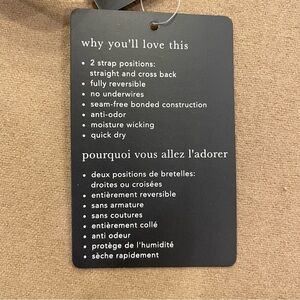 why you'll love this
• 2 strap positions:
straight and cross back
• fully reversible
• no underwires
• seam-free bonded construction
• anti-odor
• moisture wicking
• quick dry
pourquoi vous allez l'adorer
• deux positions de bretelles:
droites ou croisées
• entièrement reversible
• sans armature
• sans coutures
• entièrement collé
• anti odeur
• protège de l'humidité
• sèche rapidement